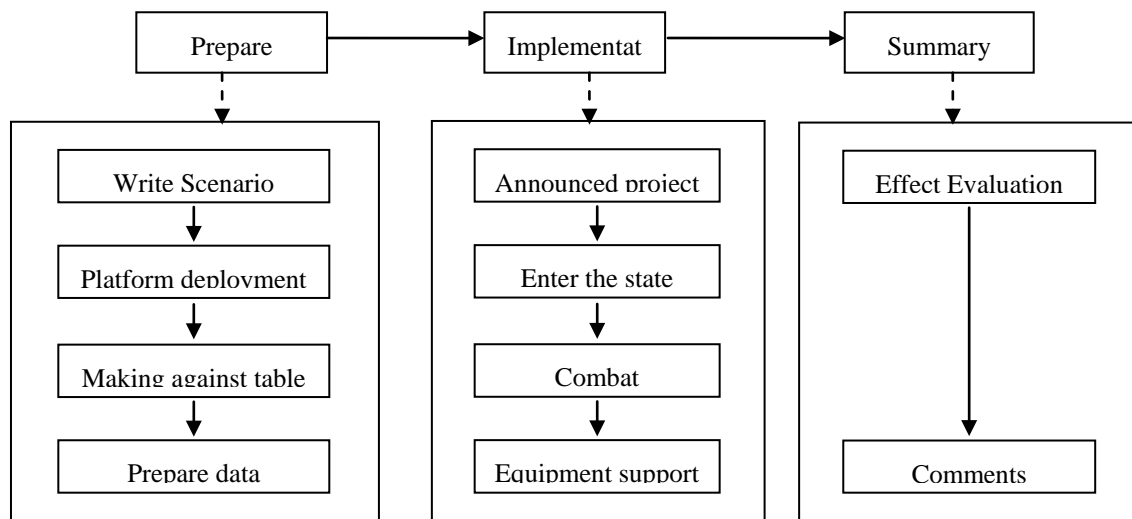 Prepare
Implementat
Summary
Write Scenario
Platform deployment
Making against table
Prepare data
Announced project
Enter the state
Combat
Equipment support
Effect Evaluation
Comments